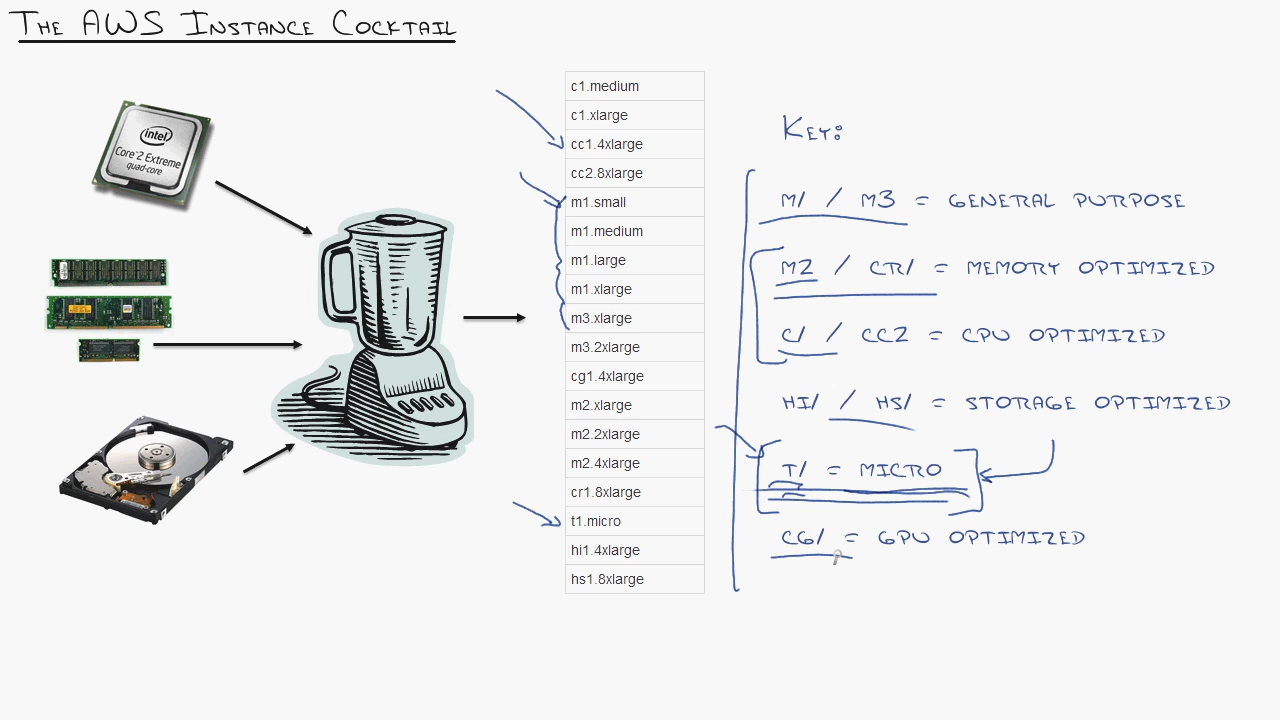 The AWS Instance Cocktail
intel
Core™2 Extreme
quad-core
c1.medium
c1.xlarge
cc1.4xlarge
cc2.8xlarge
m1.small
m1.medium
m1.large
m1.xlarge
m3.xlarge
m3.2xlarge
cg1.4xlarge
m2.xlarge
m2.2xlarge
m2.4xlarge
cr1.8xlarge
t1.micro
hi1.4xlarge
hs1.8xlarge
Key:
M1 / M3 = GENERAL PURPOSE
M2 / CR1 = MEMORY OPTIMIZED
C1 / CC2 = CPU OPTIMIZED
HI1 / HS1 = STORAGE OPTIMIZED
T1 = MICRO
CG1 = GPU OPTIMIZED